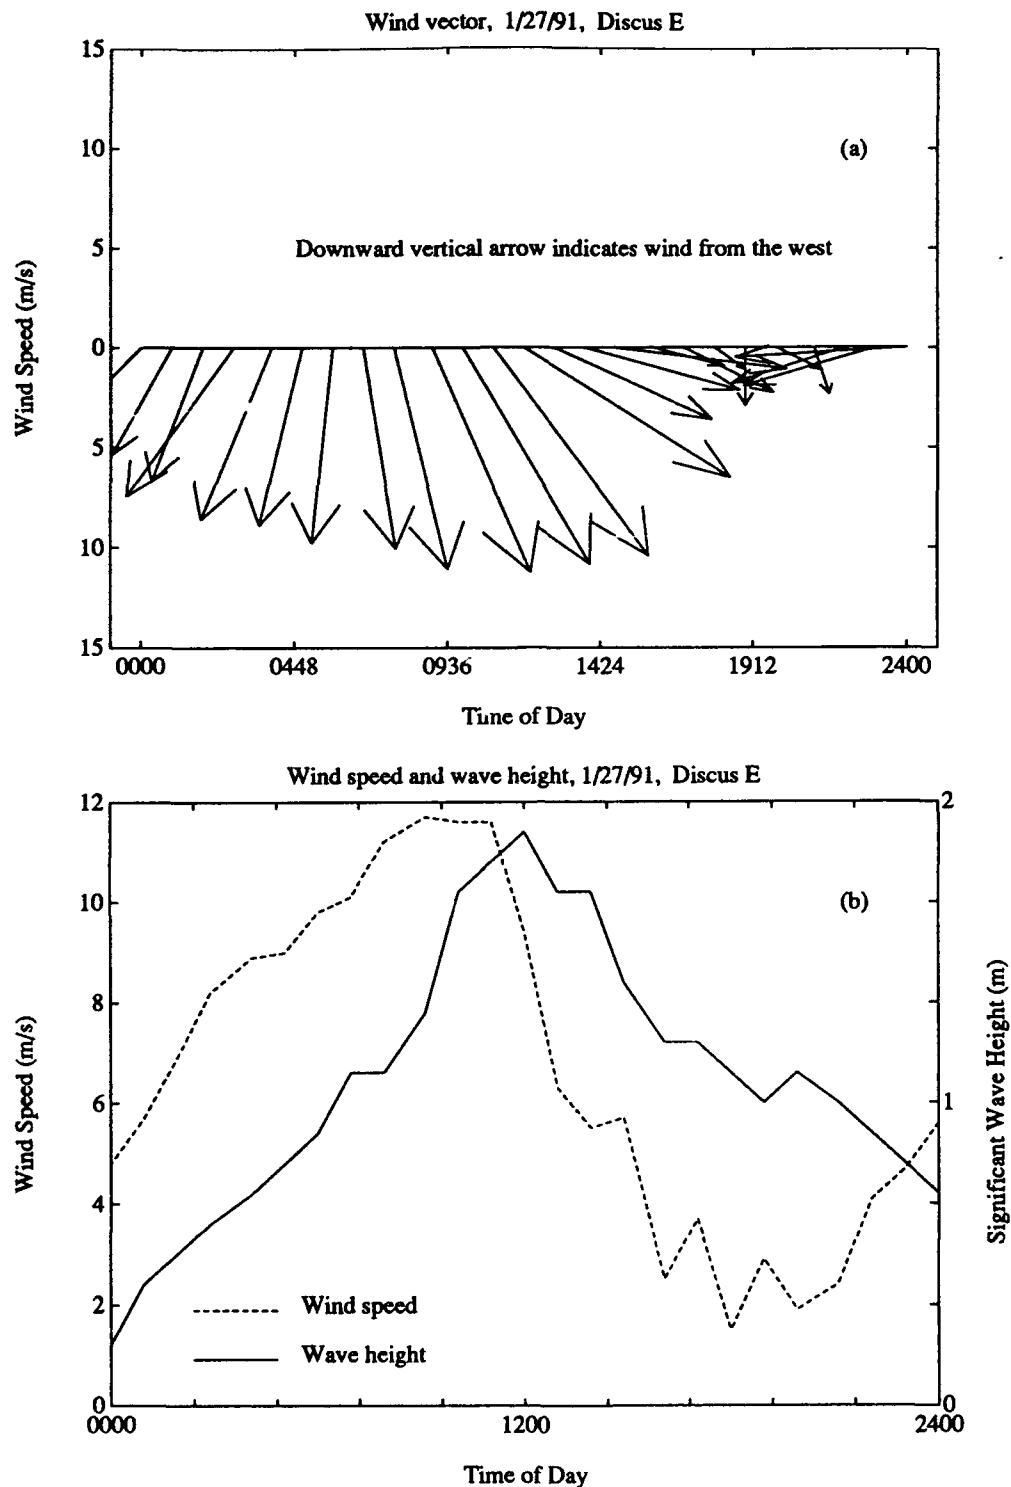 Wind vector, 1/27/91, Discus E
15
10
5
0
5
10
15
(a)
Downward vertical arrow indicates wind from the west
Wind Speed (m/s)
0000 0448 0936 1424 1912 2400
Time of Day
Wind speed and wave height, 1/27/91, Discus E
12
10
8
6
4
2
0
2
1
0
(b)
Wind Speed (m/s)
Significant Wave Height (m)
Wind speed
Wave height
0000 1200 2400
Time of Day